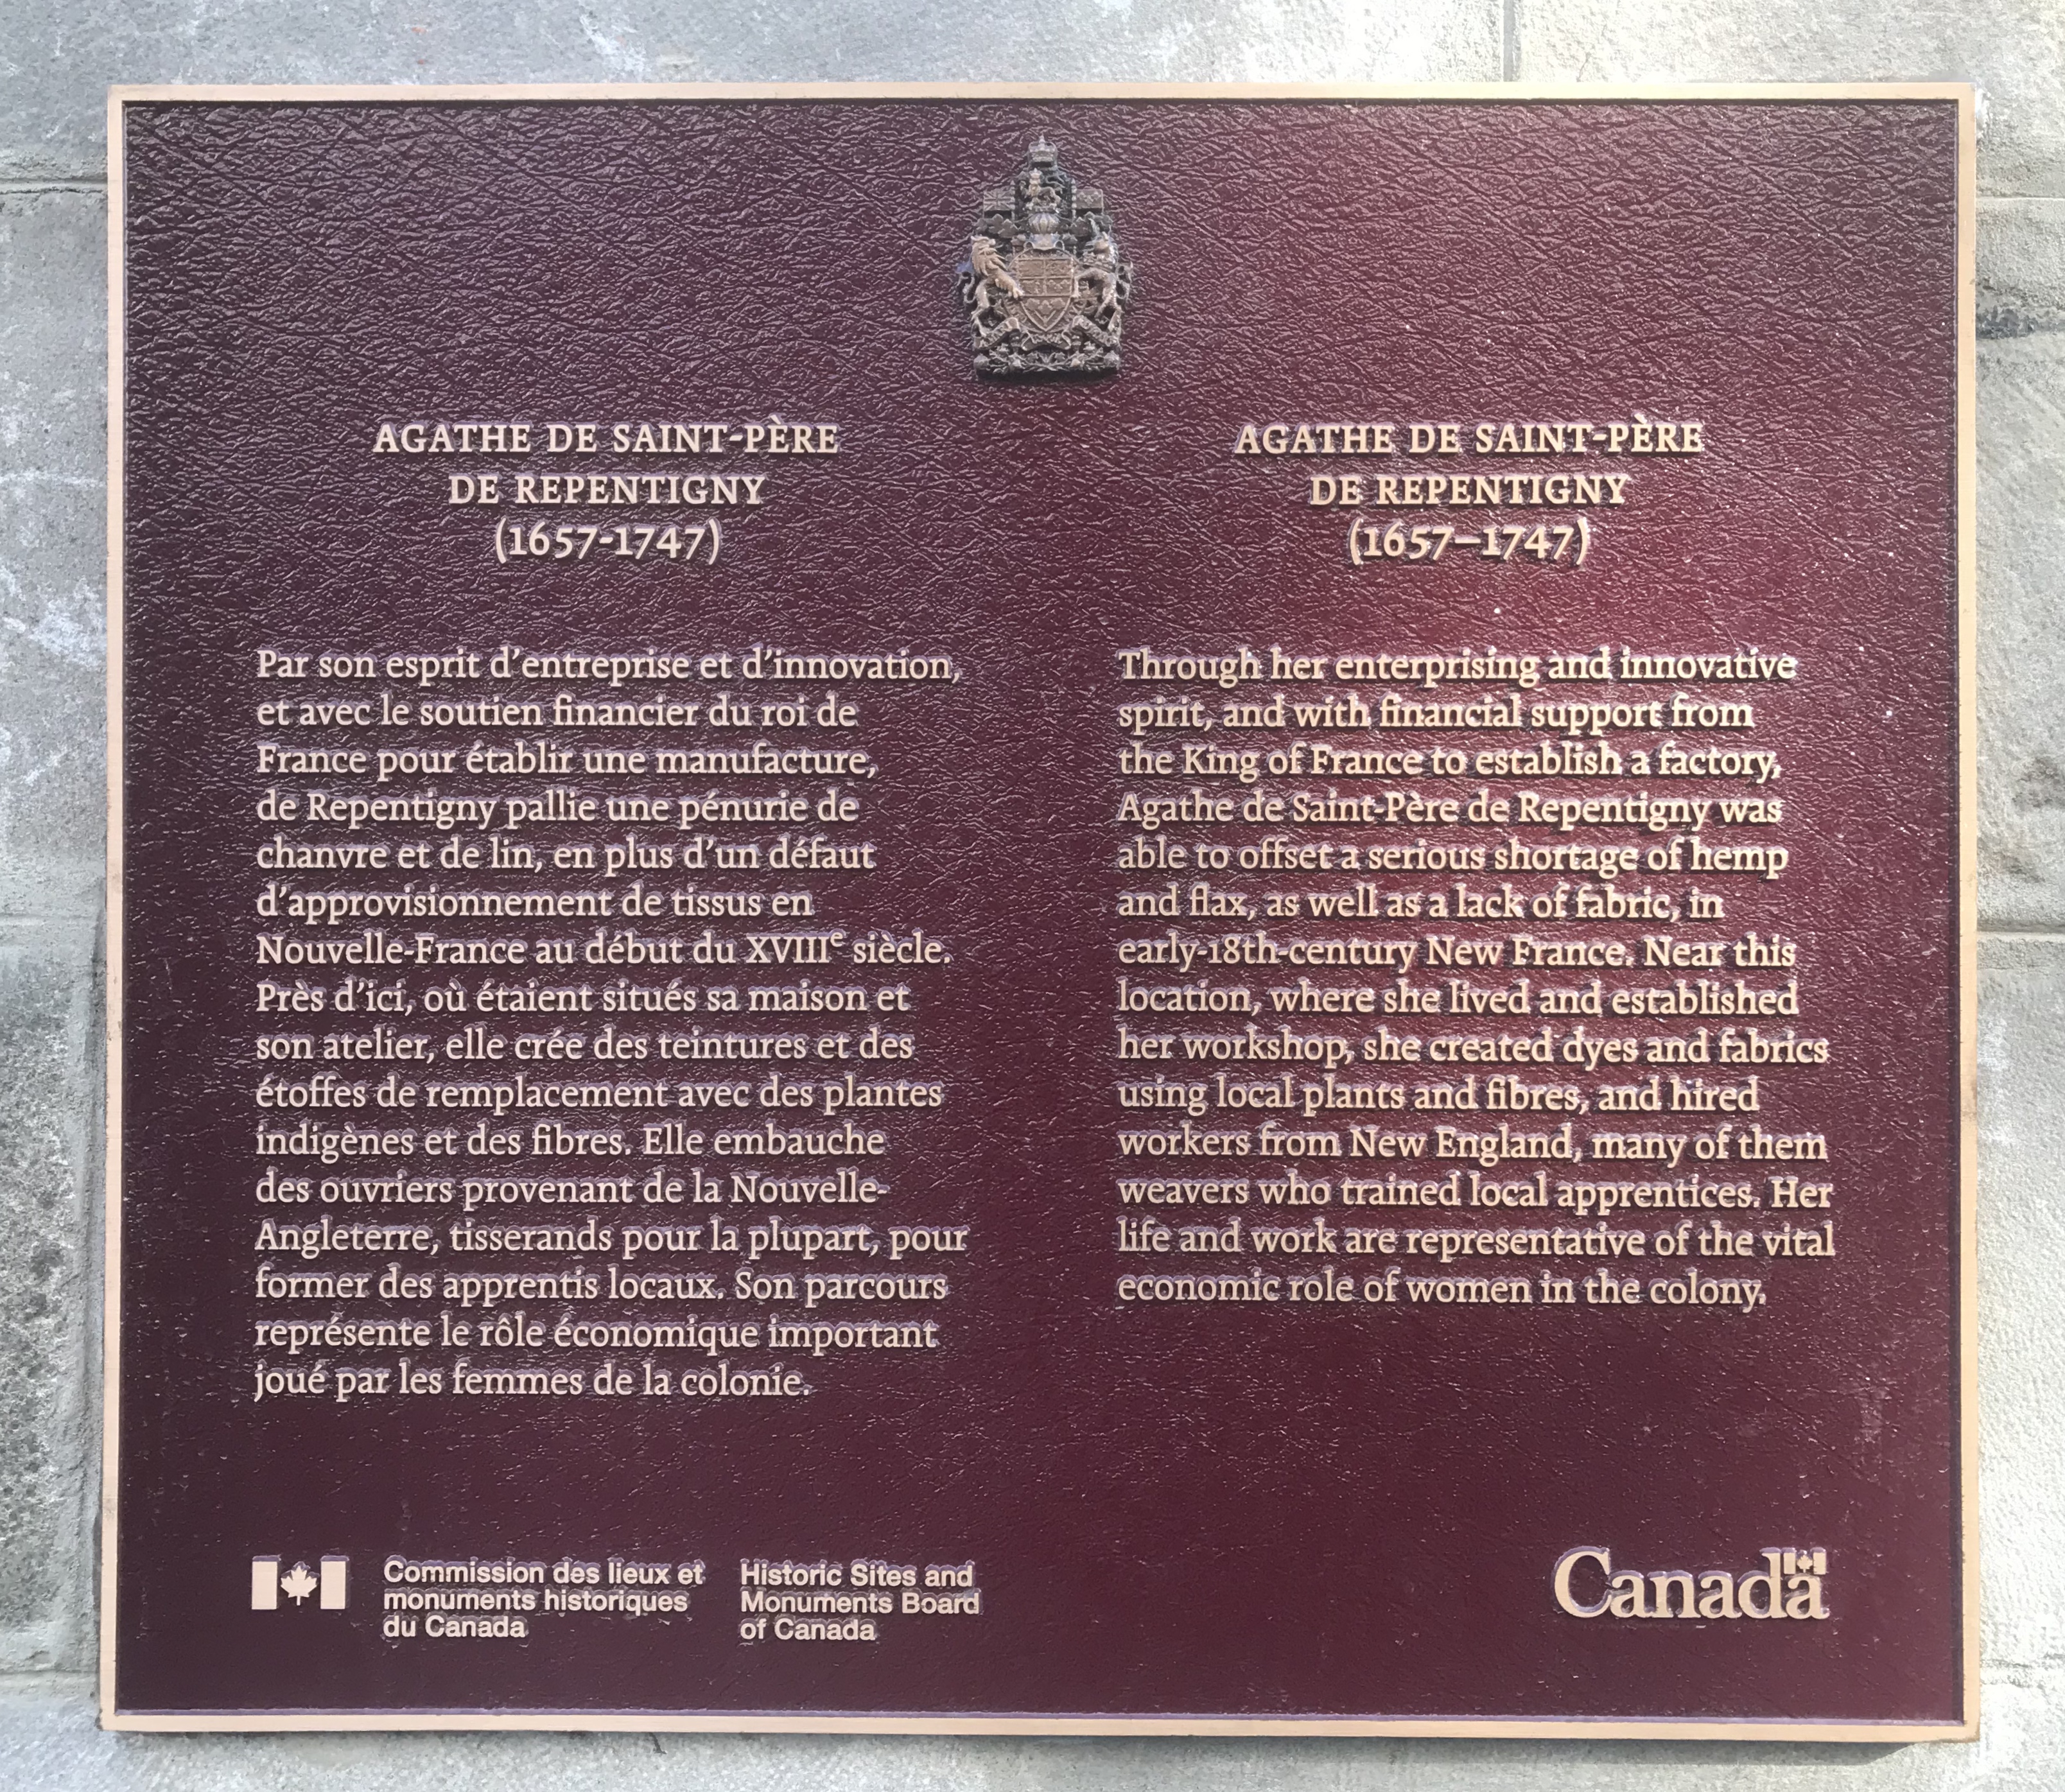 AGATHE DE SAINT-PÈRE
DE REPENTIGNY
(1657-1747)
Par son esprit d'entreprise et d'innovation,
et avec le soutien financier du roi de
France pour établir une manufacture,
de Repentigny pallie une pénurie de
chanvre et de lin, en plus d'un défaut
d'approvisionnement de tissus en
Nouvelle-France au début du XVIIIe siècle.
Près d'ici, où étaient situés sa maison et
son atelier, elle crée des teintures et des
étoffes de remplacement avec des plantes
indigènes et des fibres. Elle embauche
des ouvriers provenant de la Nouvelle-
Angleterre, tisserands pour la plupart, pour
former des apprentis locaux. Son parcours
représente le rôle économique important
joué par les femmes de la colonie.
AGATHE DE SAINT-PÈRE
DE REPENTIGNY
(1657–1747)
Through her enterprising and innovative
spirit, and with financial support from
the King of France to establish a factory,
Agathe de Saint-Père de Repentigny was
able to offset a serious shortage of hemp
and flax, as well as a lack of fabric, in
early-18th-century New France. Near this
location, where she lived and established
her workshop, she created dyes and fabrics
using local plants and fibres, and hired
workers from New England, many of them
weavers who trained local apprentices. Her
life and work are representative of the vital
economic role of women in the colony.
Commission des lieux et
monuments historiques
du Canada
Historic Sites and
Monuments Board
of Canada
Canada